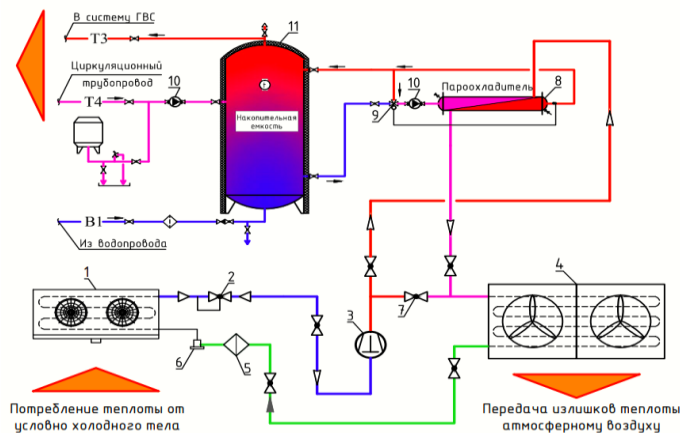 В систему ГВС
Т3
11
Циркуляционный
трубопровод
10
Т4
Накопительная
емкость
10
Пароохладитель
8
9
В1
Из водопровода
1
2
3
4
7
6
5
Потребление теплоты от
условно холодного тела
Передача излишков теплоты
атмосферному воздуху